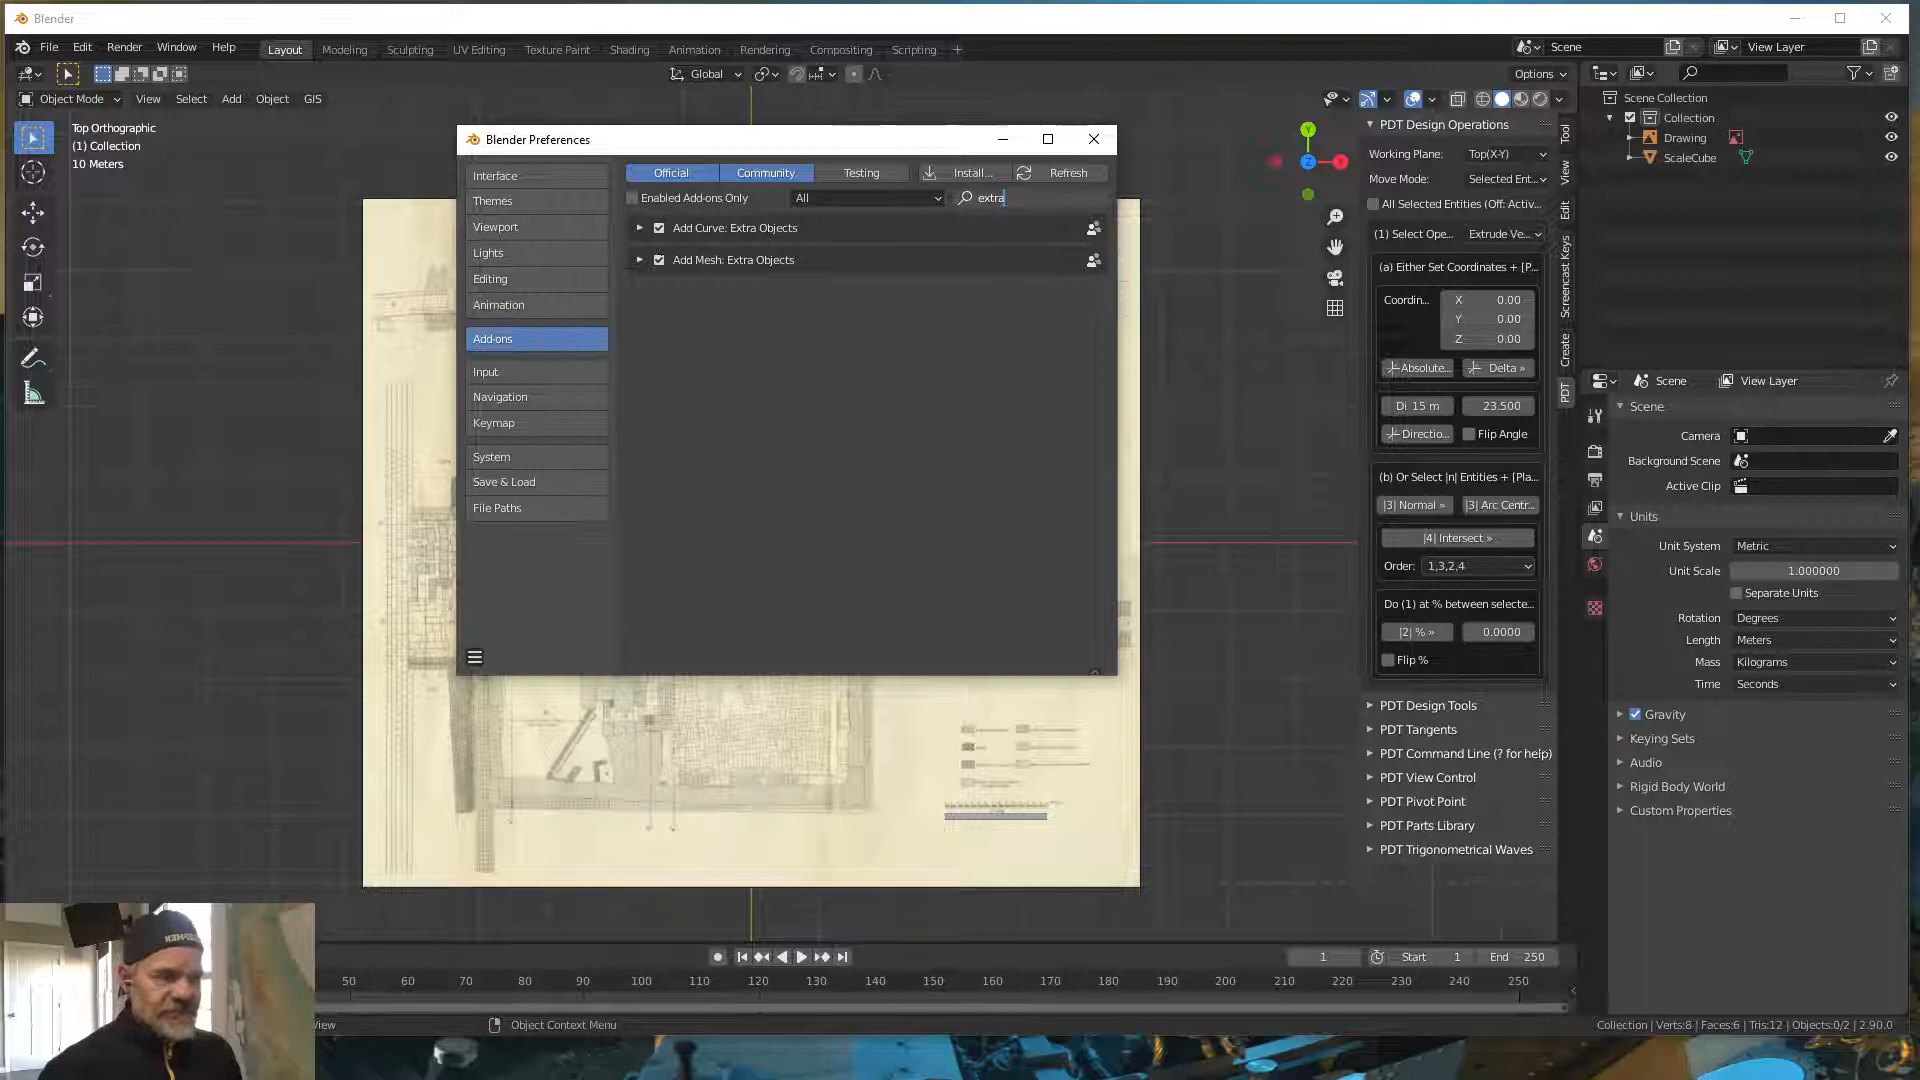 Blender
File Edit Render Window Help Layout Modeling Sculpting UV Editing Texture Paint Shading Animation Rendering Compositing Scripting + Scene View Layer
Global Options
Object Mode View Select Add Object GIS
Top Orthographic
(1) Collection
10 Meters
Blender Preferences
Interface
Themes
Viewport
Lights
Editing
Animation
Add-ons
Input
Navigation
Keymap
System
Save & Load
File Paths
Official Community Testing Install... Refresh
Enabled Add-ons Only All extra
Add Curve: Extra Objects
Add Mesh: Extra Objects
Y
Z
X
PDT Design Operations
Working Plane: Top(X-Y)
Move Mode: Selected Ent...
All Selected Entities (Off: Activ...
(1) Select Ope... Extrude Ve...
(a) Either Set Coordinates + [P...
Coordin... X 0.00
Y 0.00
Z 0.00
Absolute... Delta »
Di 15 m 23.500
Directio... Flip Angle
(b) Or Select |n| Entities + [Pla...
|3| Normal » |3| Arc Centr...
|4| Intersect »
Order: 1,3,2,4
Do (1) at % between selecte...
|2| % » 0.0000
Flip %
PDT Design Tools
PDT Tangents
PDT Command Line (? for help)
PDT View Control
PDT Pivot Point
PDT Parts Library
PDT Trigonometrical Waves
Tool
View
Edit
Screencast Keys
Create
PDT
Scene Collection
Collection
Drawing
ScaleCube
Scene View Layer
Scene
Camera
Background Scene
Active Clip
Units
Unit System Metric
Unit Scale 1.000000
Separate Units
Rotation Degrees
Length Meters
Mass Kilograms
Time Seconds
Gravity
Keying Sets
Audio
Rigid Body World
Custom Properties
1 Start 1 End 250
50 60 70 80 90 100 110 120 130 140 150 160 170 180 190 200 210 220 230 240 250
View Object Context Menu
Collection | Verts:8 | Faces:6 | Tris:12 | Objects:0/2 | 2.90.0